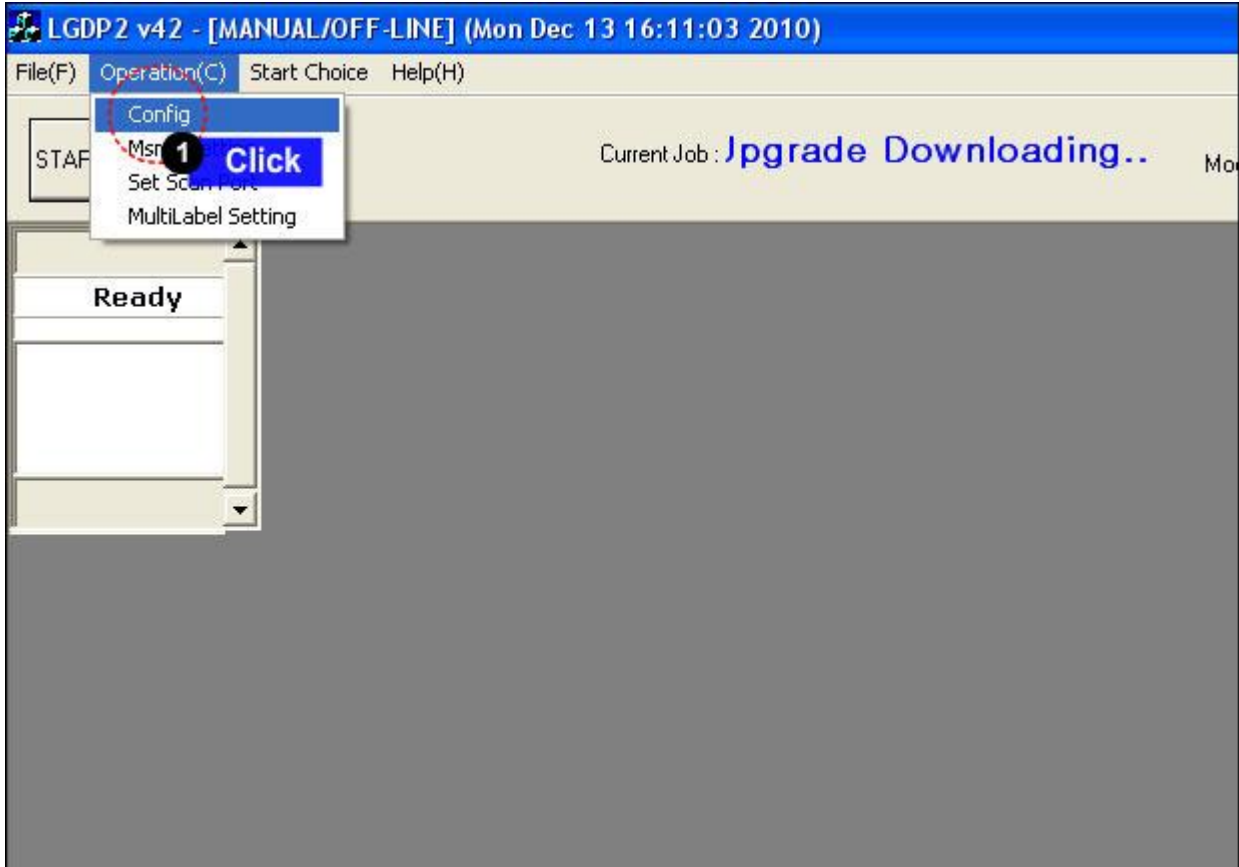 LGDP2 v42 - [MANUAL/OFF-LINE] (Mon Dec 13 16:11:03 2010)
File(F) Operation(C) Start Choice Help(H)
Config
Current Job : Upgrade Downloading..
1 Click
Set Scan Port
MultiLabel Setting
Ready